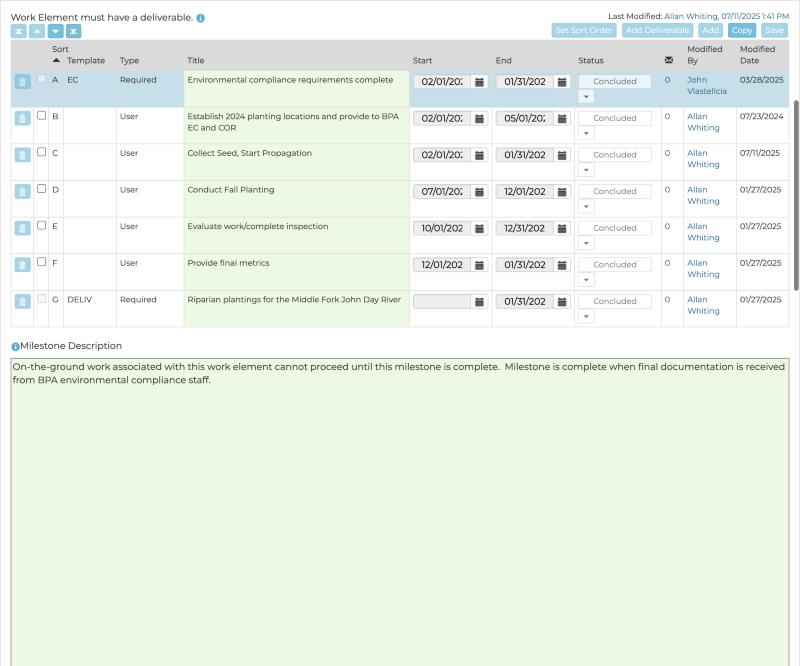 Work Element must have a deliverable.
Last Modified: Allan Whiting, 07/11/2025 1:41 PM
Set Sort Order Add Deliverable Add Copy Save
Sort Template Type Title Start End Status Modified By Modified Date
A EC Required Environmental compliance requirements complete 02/01/202 01/31/202 Concluded 0 John Vlastelicia 03/28/2025
B User Establish 2024 planting locations and provide to BPA EC and COR 02/01/202 05/01/202 Concluded 0 Allan Whiting 07/23/2024
C User Collect Seed, Start Propagation 02/01/202 01/31/202 Concluded 0 Allan Whiting 07/11/2025
D User Conduct Fall Planting 07/01/202 12/01/202 Concluded 0 Allan Whiting 01/27/2025
E User Evaluate work/complete inspection 10/01/202 12/31/202 Concluded 0 Allan Whiting 01/27/2025
F User Provide final metrics 12/01/202 01/31/202 Concluded 0 Allan Whiting 01/27/2025
G DELIV Required Riparian plantings for the Middle Fork John Day River 01/31/202 Concluded 0 Allan Whiting 01/27/2025
Milestone Description
On-the-ground work associated with this work element cannot proceed until this milestone is complete. Milestone is complete when final documentation is received
from BPA environmental compliance staff.